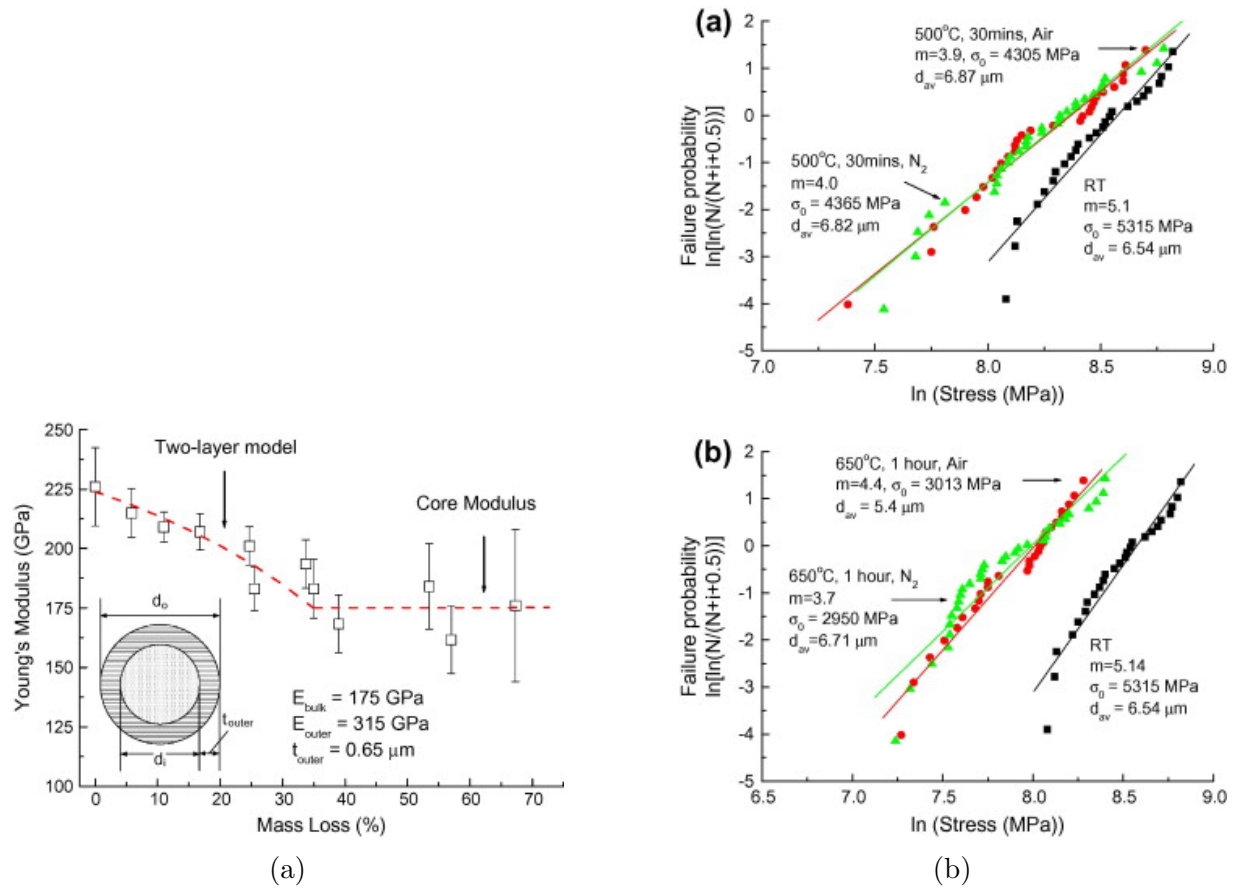 (a)
500°C, 30mins, Air
m=3.9, σ₀ = 4305 MPa
d_av=6.87 μm
500°C, 30mins, N₂
m=4.0
σ₀ = 4365 MPa
d_av=6.82 μm
RT
m=5.1
σ₀ = 5315 MPa
d_av = 6.54 μm
Failure probability
ln[ln(N/(N+i+0.5))]
2
1
0
-1
-2
-3
-4
-5
7.0
7.5
8.0
8.5
9.0
ln (Stress (MPa))
Young's Modulus (GPa)
250
225
200
175
150
125
100
Two-layer model
Core Modulus
d_o
d_i
t_outer
E_bulk = 175 GPa
E_outer = 315 GPa
t_outer = 0.65 μm
0
10
20
30
40
50
60
70
Mass Loss (%)
(a)
(b)
650°C, 1 hour, Air
m=4.4, σ₀ = 3013 MPa
d_av = 5.4 μm
650°C, 1 hour, N₂
m=3.7
σ₀ = 2950 MPa
d_av=6.71 μm
RT
m=5.14
σ₀ = 5315 MPa
d_av = 6.54 μm
Failure probability
ln[ln(N/(N+i+0.5))]
2
1
0
-1
-2
-3
-4
-5
6.5
7.0
7.5
8.0
8.5
9.0
ln (Stress (MPa))
(b)